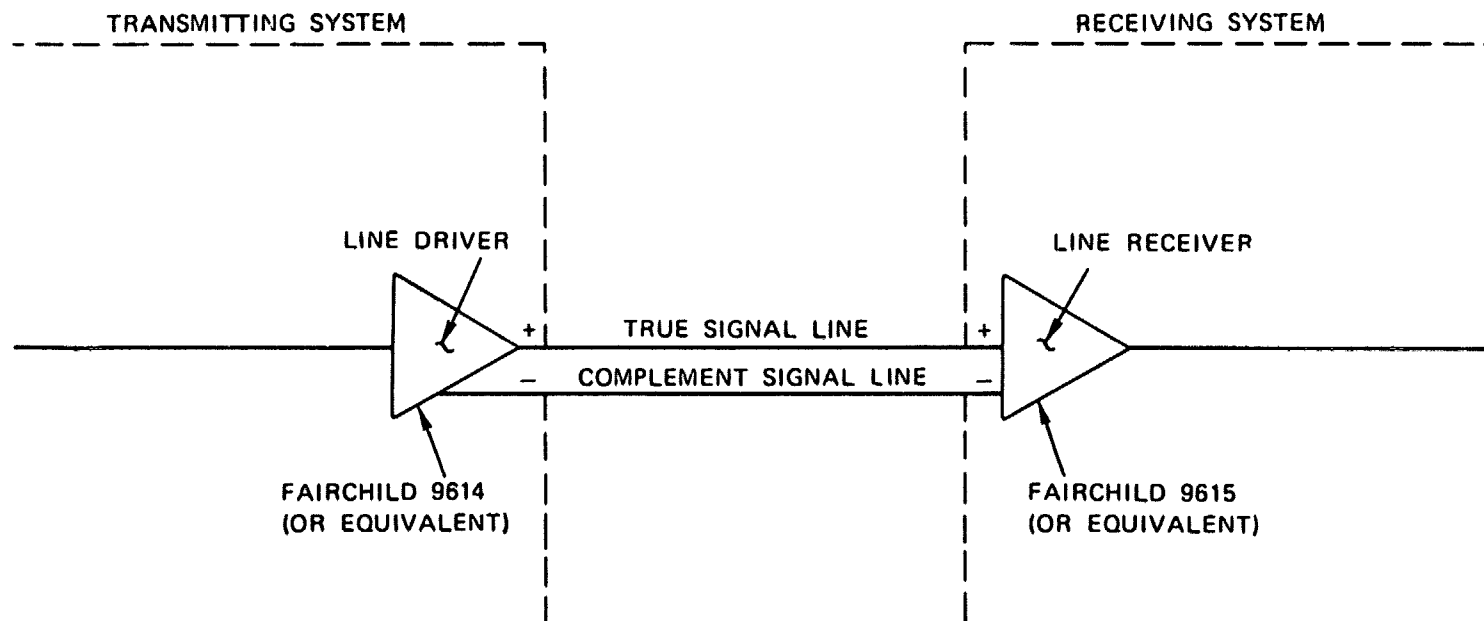 TRANSMITTING SYSTEM
RECEIVING SYSTEM
LINE DRIVER
LINE RECEIVER
+ TRUE SIGNAL LINE +
– COMPLEMENT SIGNAL LINE –
FAIRCHILD 9614
(OR EQUIVALENT)
FAIRCHILD 9615
(OR EQUIVALENT)